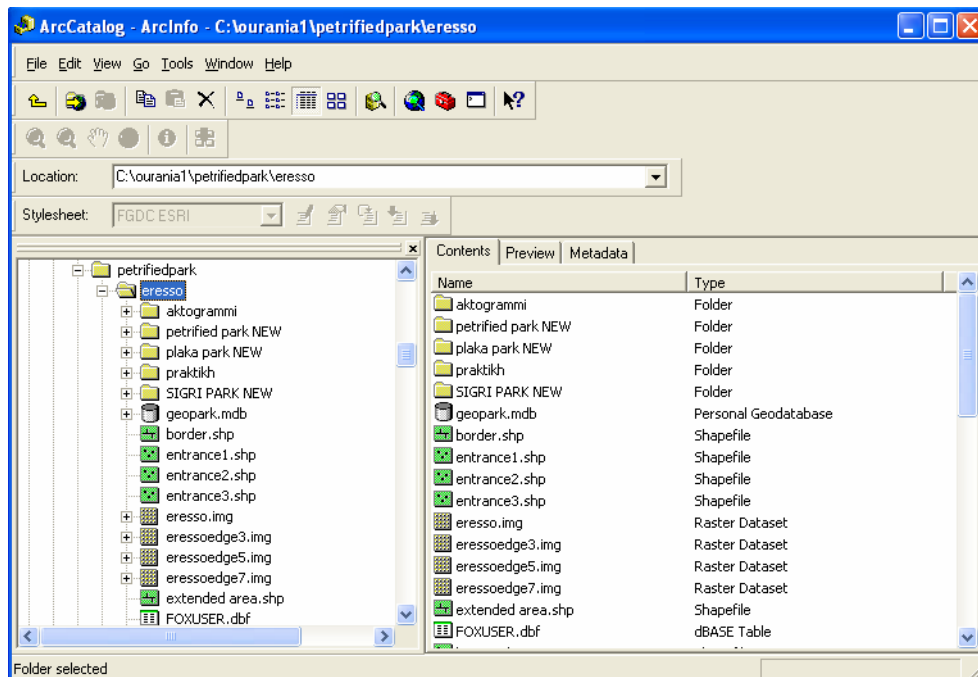 ArcCatalog - ArcInfo - C:\ourania1\petrifiedpark\eresso
File Edit View Go Tools Window Help
Location: C:\ourania1\petrifiedpark\eresso
Stylesheet: FGDC ESRI
petrifiedpark
eresso
aktogrammi
petrified park NEW
plaka park NEW
praktikh
SIGRI PARK NEW
geopark.mdb
border.shp
entrance1.shp
entrance2.shp
entrance3.shp
eresso.img
eressoedge3.img
eressoedge5.img
eressoedge7.img
extended area.shp
FOXUSER.dbf
Contents Preview Metadata
Name Type
aktogrammi Folder
petrified park NEW Folder
plaka park NEW Folder
praktikh Folder
SIGRI PARK NEW Folder
geopark.mdb Personal Geodatabase
border.shp Shapefile
entrance1.shp Shapefile
entrance2.shp Shapefile
entrance3.shp Shapefile
eresso.img Raster Dataset
eressoedge3.img Raster Dataset
eressoedge5.img Raster Dataset
eressoedge7.img Raster Dataset
extended area.shp Shapefile
FOXUSER.dbf dBASE Table
Folder selected